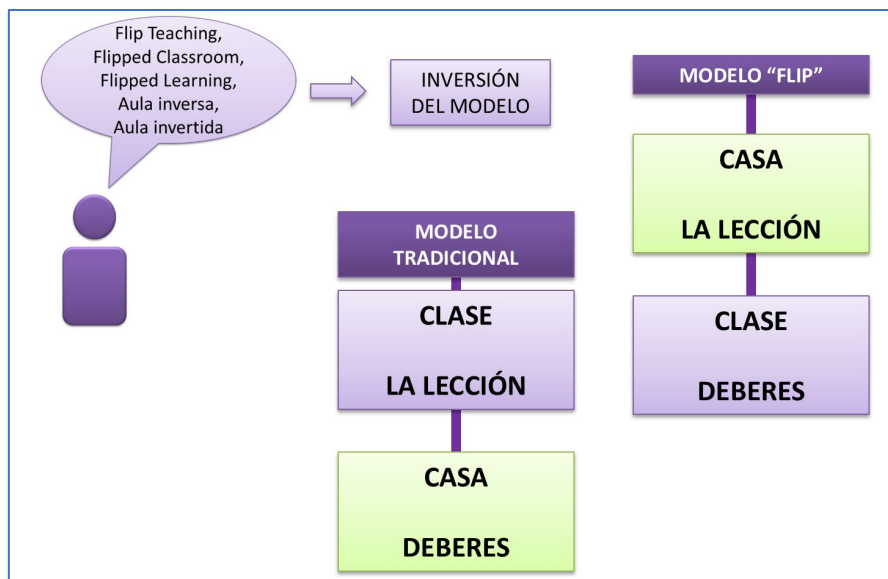 Flip Teaching,
Flipped Classroom,
Flipped Learning,
Aula inversa,
Aula invertida
INVERSIÓN
DEL MODELO
MODELO
TRADICIONAL
CLASE
LA LECCIÓN
CASA
DEBERES
MODELO “FLIP”
CASA
LA LECCIÓN
CLASE
DEBERES